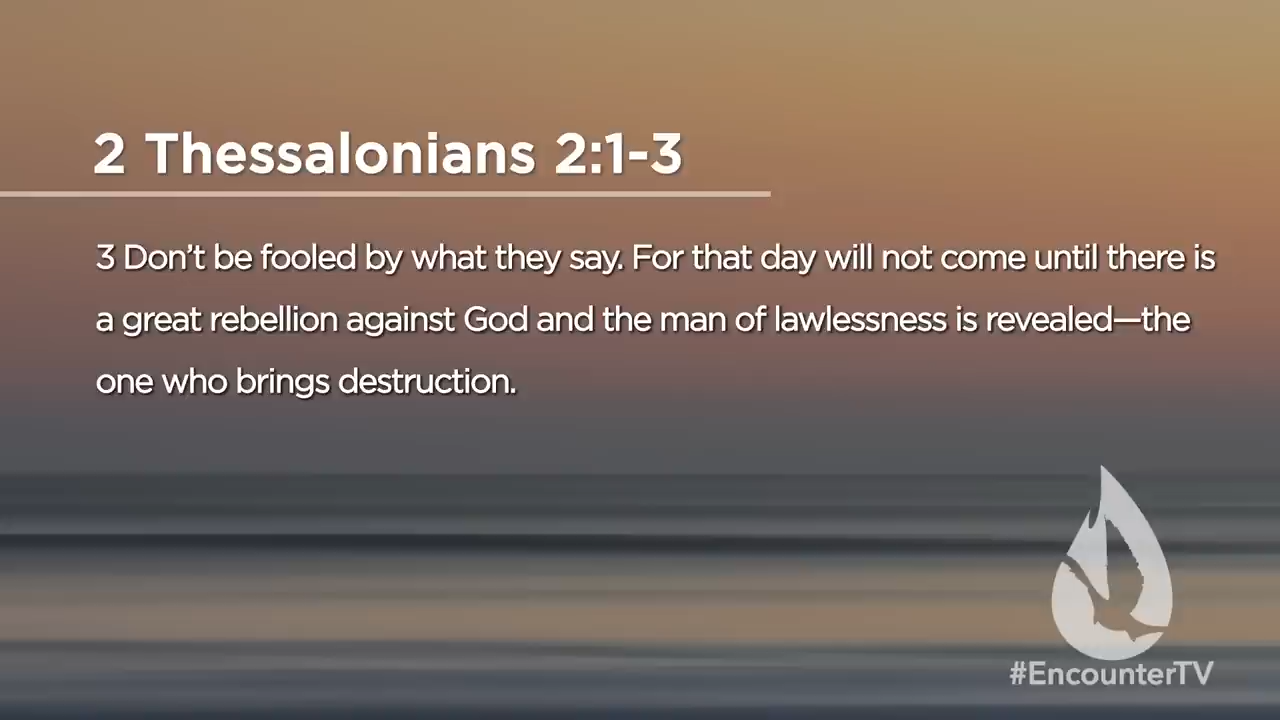 2 Thessalonians 2:1-3
3 Don’t be fooled by what they say. For that day will not come until there is
a great rebellion against God and the man of lawlessness is revealed—the
one who brings destruction.
#EncounterTV